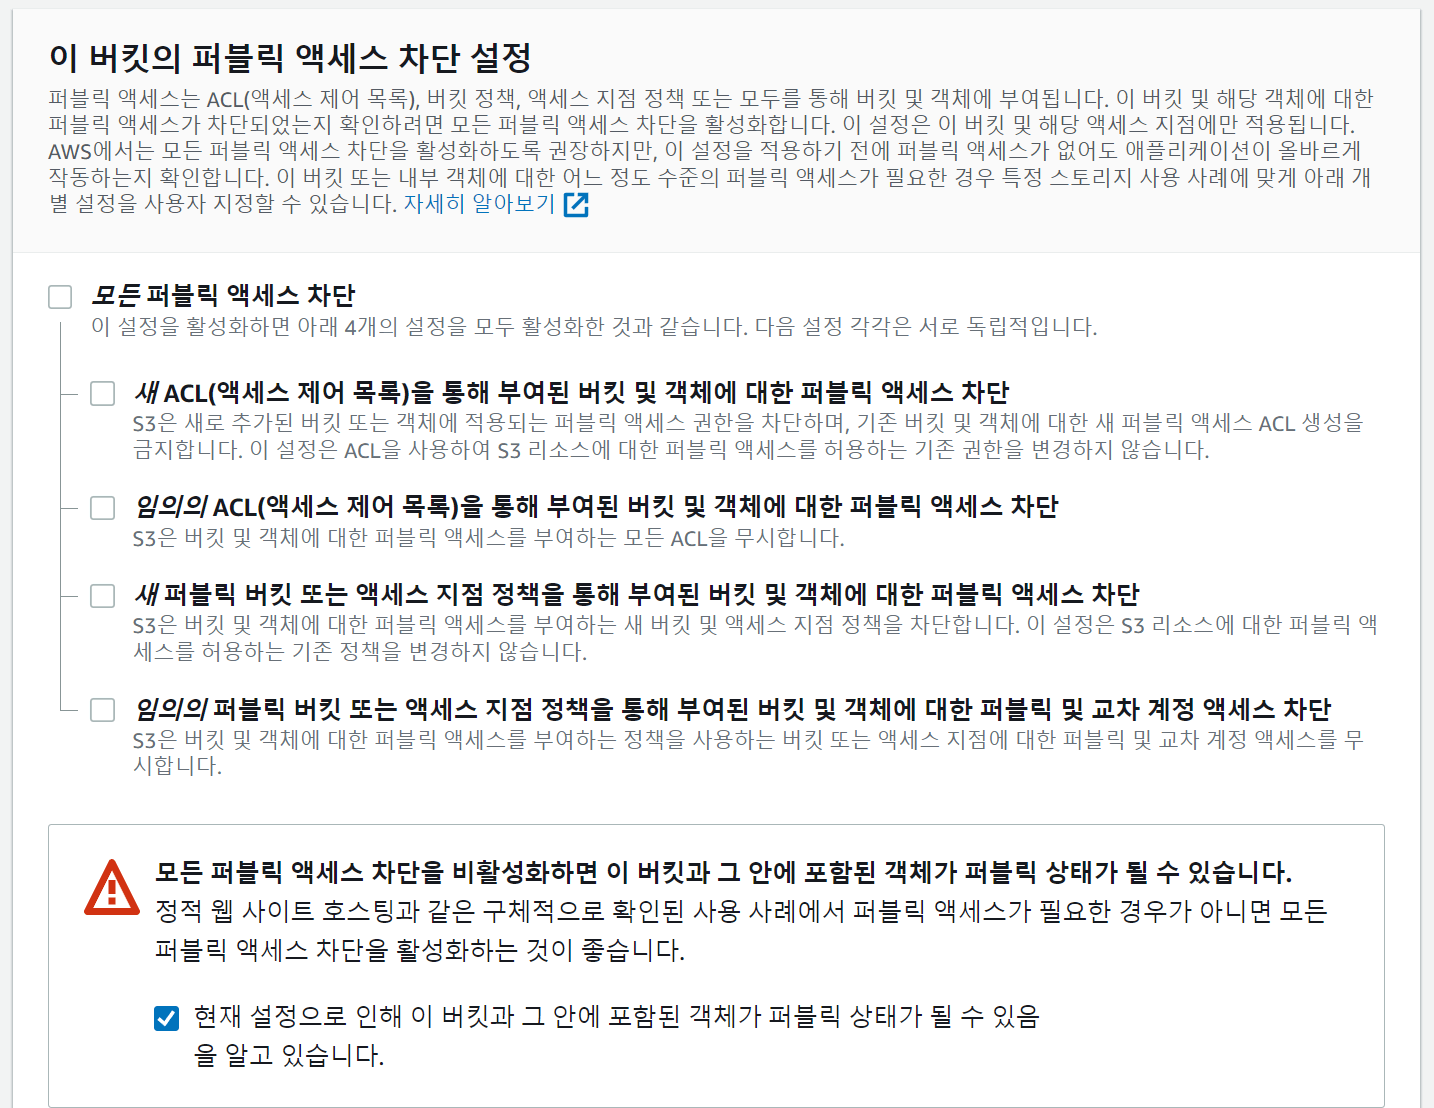 이 버킷의 퍼블릭 액세스 차단 설정
퍼블릭 액세스는 ACL(액세스 제어 목록), 버킷 정책, 액세스 지점 정책 또는 모두를 통해 버킷 및 객체에 부여됩니다. 이 버킷 및 해당 객체에 대한
퍼블릭 액세스가 차단되었는지 확인하려면 모든 퍼블릭 액세스 차단을 활성화합니다. 이 설정은 이 버킷 및 해당 액세스 지점에만 적용됩니다.
AWS에서는 모든 퍼블릭 액세스 차단을 활성화하도록 권장하지만, 이 설정을 적용하기 전에 퍼블릭 액세스가 없어도 애플리케이션이 올바르게
작동하는지 확인합니다. 이 버킷 또는 내부 객체에 대한 어느 정도 수준의 퍼블릭 액세스가 필요한 경우 특정 스토리지 사용 사례에 맞게 아래 개
별 설정을 사용자 지정할 수 있습니다. 자세히 알아보기
모든 퍼블릭 액세스 차단
이 설정을 활성화하면 아래 4개의 설정을 모두 활성화한 것과 같습니다. 다음 설정 각각은 서로 독립적입니다.
새 ACL(액세스 제어 목록)을 통해 부여된 버킷 및 객체에 대한 퍼블릭 액세스 차단
S3은 새로 추가된 버킷 또는 객체에 적용되는 퍼블릭 액세스 권한을 차단하며, 기존 버킷 및 객체에 대한 새 퍼블릭 액세스 ACL 생성을
금지합니다. 이 설정은 ACL을 사용하여 S3 리소스에 대한 퍼블릭 액세스를 허용하는 기존 권한을 변경하지 않습니다.
임의의 ACL(액세스 제어 목록)을 통해 부여된 버킷 및 객체에 대한 퍼블릭 액세스 차단
S3은 버킷 및 객체에 대한 퍼블릭 액세스를 부여하는 모든 ACL을 무시합니다.
새 퍼블릭 버킷 또는 액세스 지점 정책을 통해 부여된 버킷 및 객체에 대한 퍼블릭 액세스 차단
S3은 버킷 및 객체에 대한 퍼블릭 액세스를 부여하는 새 버킷 및 액세스 지점 정책을 차단합니다. 이 설정은 S3 리소스에 대한 퍼블릭 액
세스를 허용하는 기존 정책을 변경하지 않습니다.
임의의 퍼블릭 버킷 또는 액세스 지점 정책을 통해 부여된 버킷 및 객체에 대한 퍼블릭 및 교차 계정 액세스 차단
S3은 버킷 및 객체에 대한 퍼블릭 액세스를 부여하는 정책을 사용하는 버킷 또는 액세스 지점에 대한 퍼블릭 및 교차 계정 액세스를 무
시합니다.
모든 퍼블릭 액세스 차단을 비활성화하면 이 버킷과 그 안에 포함된 객체가 퍼블릭 상태가 될 수 있습니다.
정적 웹 사이트 호스팅과 같은 구체적으로 확인된 사용 사례에서 퍼블릭 액세스가 필요한 경우가 아니면 모든
퍼블릭 액세스 차단을 활성화하는 것이 좋습니다.
현재 설정으로 인해 이 버킷과 그 안에 포함된 객체가 퍼블릭 상태가 될 수 있음
을 알고 있습니다.